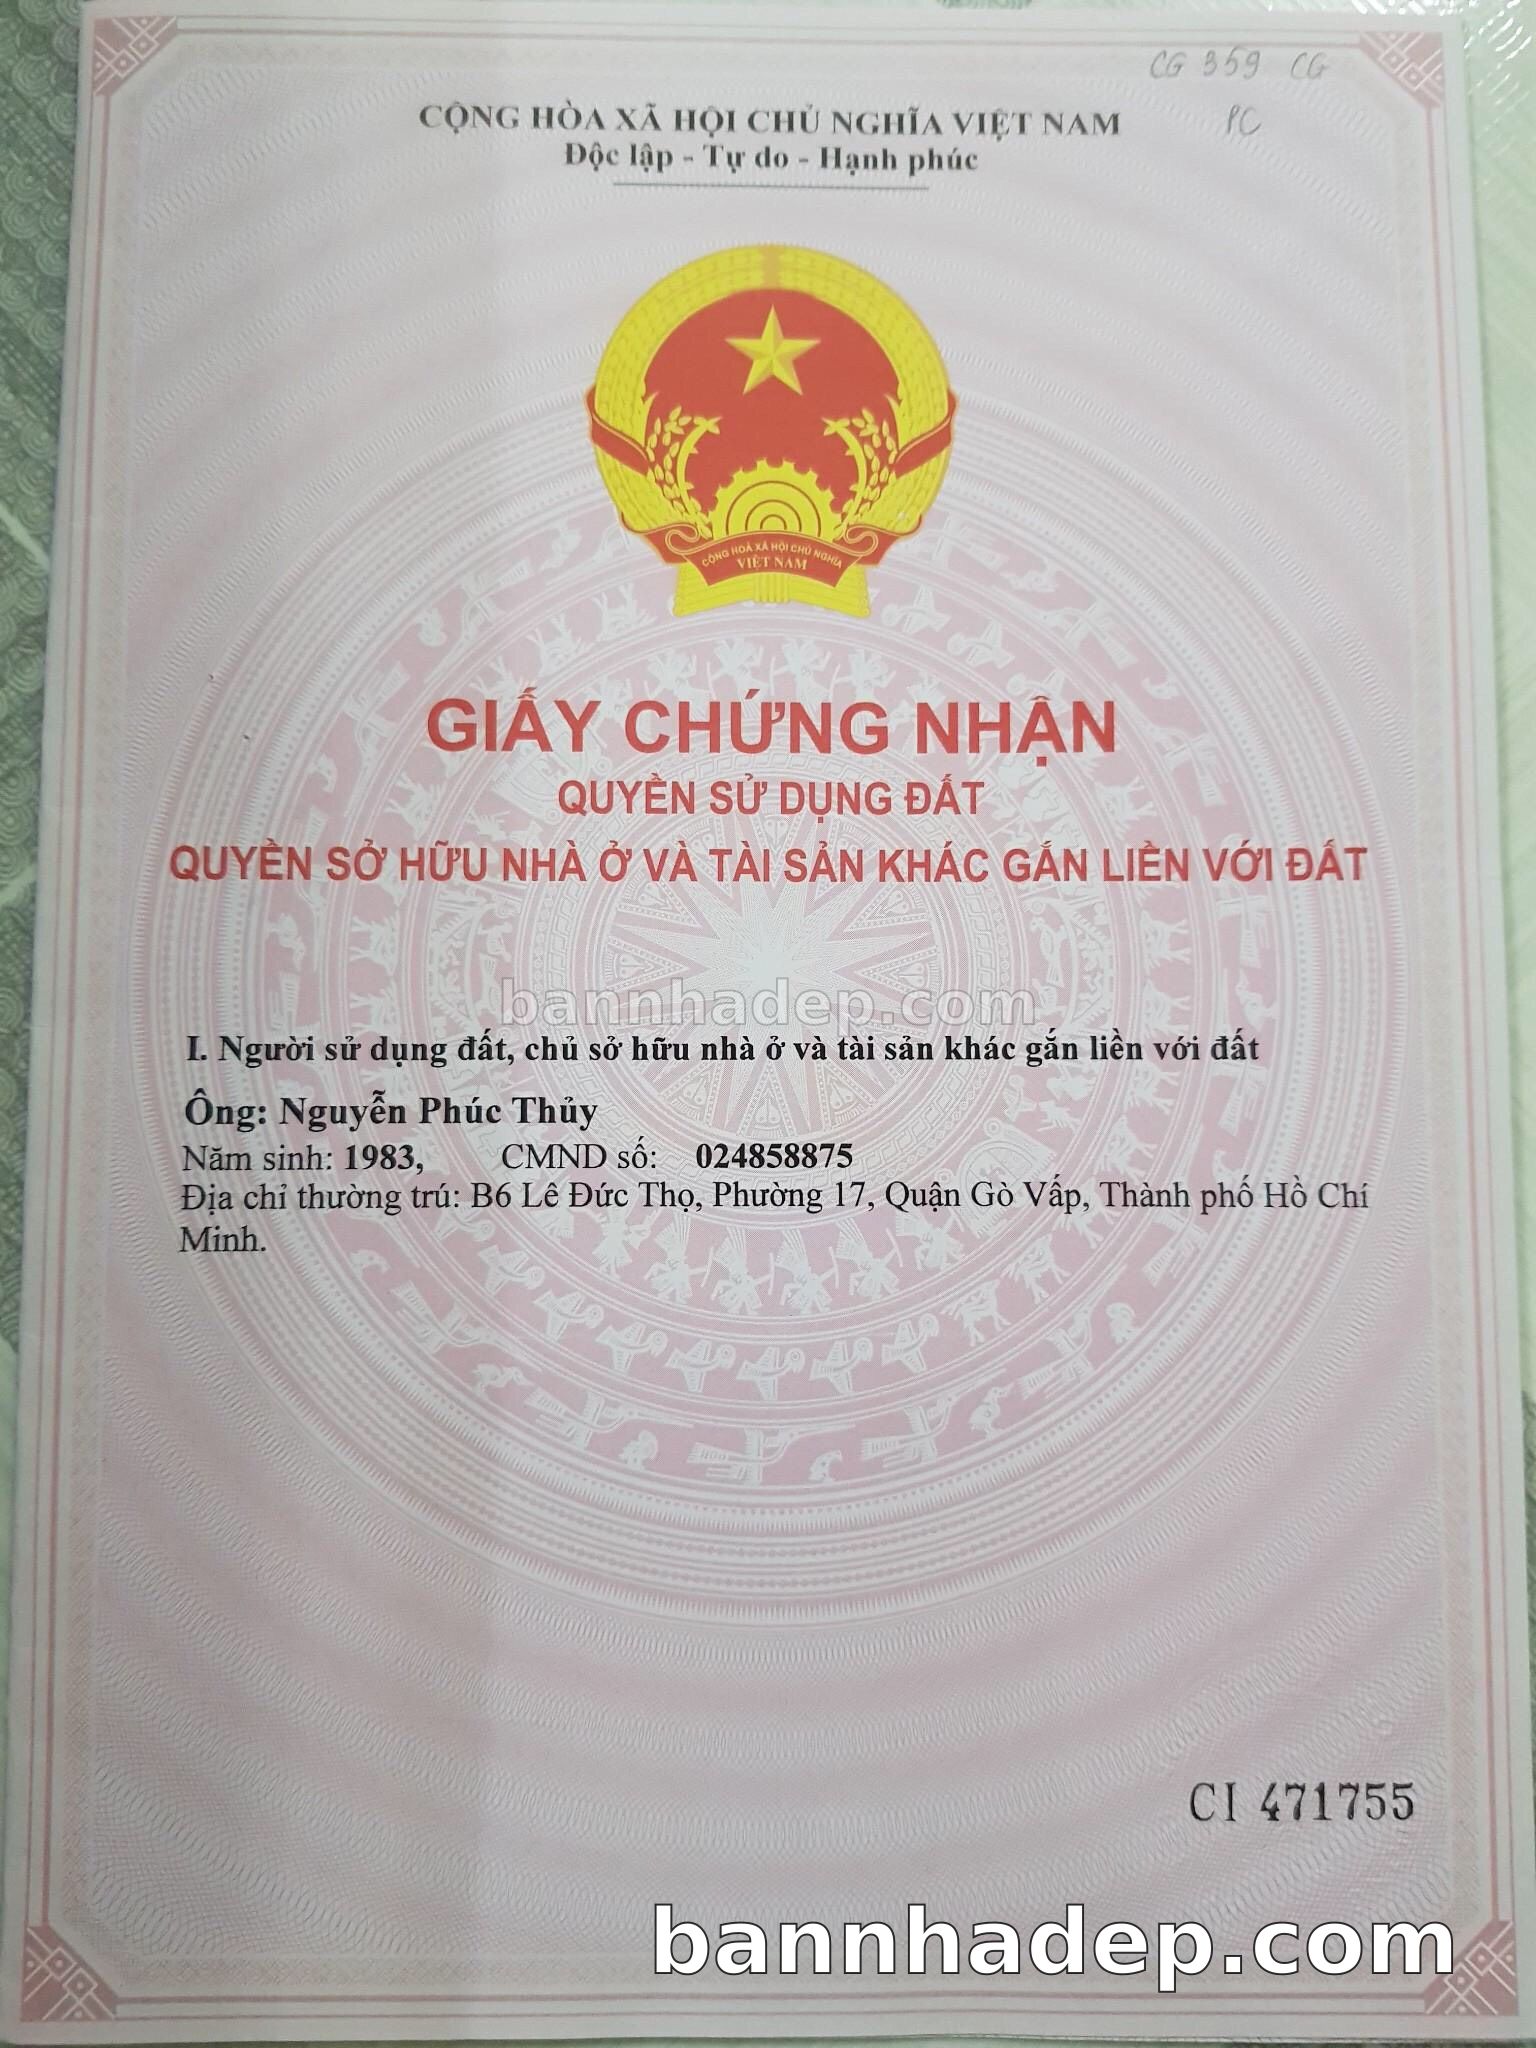 CG 359 CG
PC
CỘNG HÒA XÃ HỘI CHỦ NGHĨA VIỆT NAM
Độc lập - Tự do - Hạnh phúc
CỘNG HOÀ XÃ HỘI CHỦ NGHĨA
VIỆT NAM
GIẤY CHỨNG NHẬN
QUYỀN SỬ DỤNG ĐẤT
QUYỀN SỞ HỮU NHÀ Ở VÀ TÀI SẢN KHÁC GẮN LIỀN VỚI ĐẤT
bannhadep.com
I. Người sử dụng đất, chủ sở hữu nhà ở và tài sản khác gắn liền với đất
Ông: Nguyễn Phúc Thủy
Năm sinh: 1983, CMND số: 024858875
Địa chỉ thường trú: B6 Lê Đức Thọ, Phường 17, Quận Gò Vấp, Thành phố Hồ Chí
Minh.
CI 471755
bannhadep.com